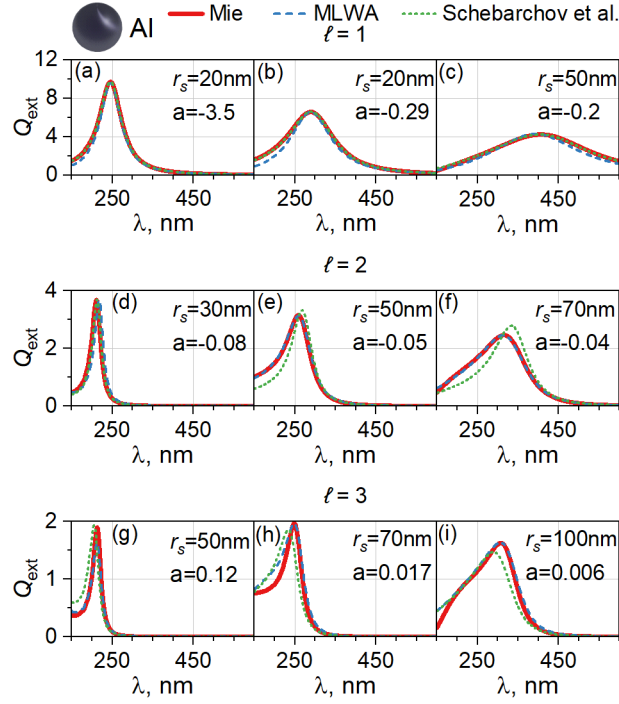 Al
Mie
MLWA
Schebarchov et al.
ℓ = 1
Q_ext
12
8
4
0
(a)
r_s=20nm
a=-3.5
(b)
r_s=20nm
a=-0.29
(c)
r_s=50nm
a=-0.2
250 450
250 450
250 450
λ, nm
λ, nm
λ, nm
ℓ = 2
Q_ext
4
2
0
(d)
r_s=30nm
a=-0.08
(e)
r_s=50nm
a=-0.05
(f)
r_s=70nm
a=-0.04
250 450
250 450
250 450
λ, nm
λ, nm
λ, nm
ℓ = 3
Q_ext
2
1
0
(g)
r_s=50nm
a=0.12
(h)
r_s=70nm
a=0.017
(i)
r_s=100nm
a=0.006
250 450
250 450
250 450
λ, nm
λ, nm
λ, nm